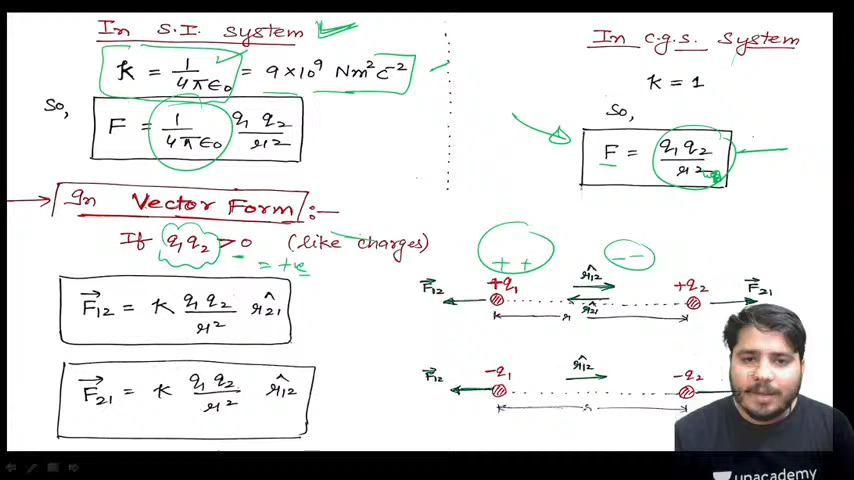 In S.I. system
K = 1/4πε₀ = 9×10⁹ Nm²C⁻²
So,
F = 1/4πε₀ q₁q₂/r²
In c.g.s. system
K = 1
So,
F = q₁q₂/r²
In Vector Form :-
If q₁q₂ > 0 (like charges)
= +ve
F⃗₁₂ = K q₁q₂/r² r̂₂₁
F⃗₂₁ = K q₁q₂/r² r̂₁₂
+ +
- -
F⃗₁₂ +q₁ r̂₁₂ +q₂ F⃗₂₁
r̂₂₁
r
F⃗₁₂ -q₁ r̂₁₂ -q₂
r
unacademy